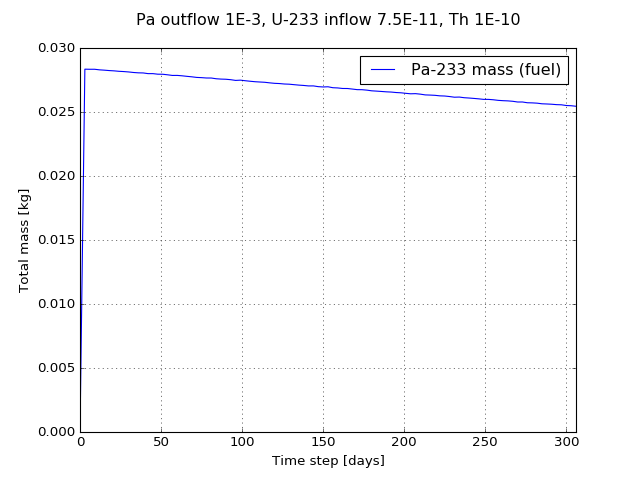 Pa outflow 1E-3, U-233 inflow 7.5E-11, Th 1E-10
Pa-233 mass (fuel)
0.030
0.025
0.020
0.015
0.010
0.005
0.000
Total mass [kg]
0 50 100 150 200 250 300
Time step [days]